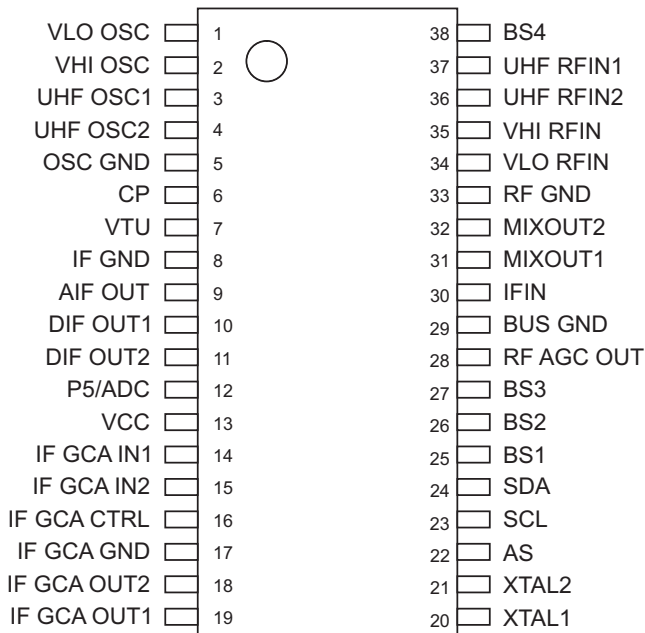 VLO OSC 1 38 BS4
VHI OSC 2 37 UHF RFIN1
UHF OSC1 3 36 UHF RFIN2
UHF OSC2 4 35 VHI RFIN
OSC GND 5 34 VLO RFIN
CP 6 33 RF GND
VTU 7 32 MIXOUT2
IF GND 8 31 MIXOUT1
AIF OUT 9 30 IFIN
DIF OUT1 10 29 BUS GND
DIF OUT2 11 28 RF AGC OUT
P5/ADC 12 27 BS3
VCC 13 26 BS2
IF GCA IN1 14 25 BS1
IF GCA IN2 15 24 SDA
IF GCA CTRL 16 23 SCL
IF GCA GND 17 22 AS
IF GCA OUT2 18 21 XTAL2
IF GCA OUT1 19 20 XTAL1